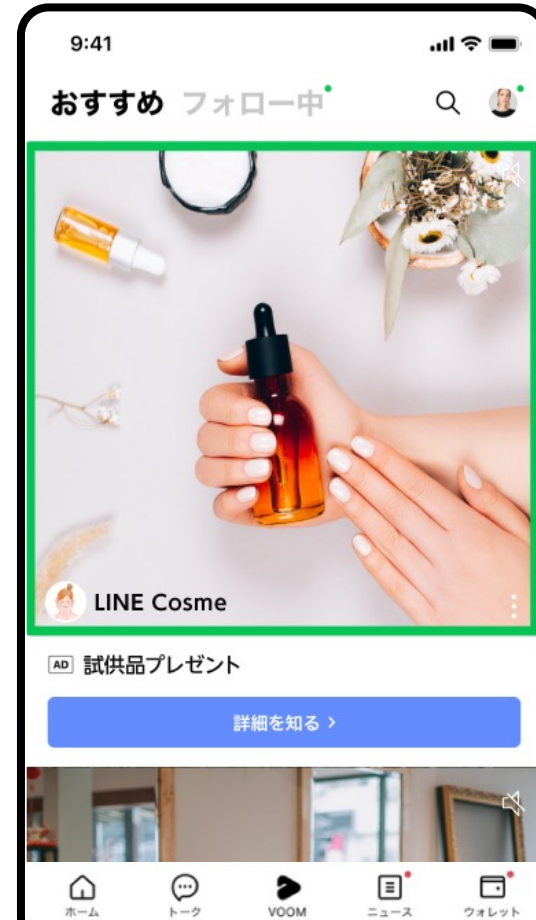 9:41
おすすめ フォロー中
LINE Cosme
AD 試供品プレゼント
詳細を知る >
ホーム トーク VOOM ニュース ウォレット